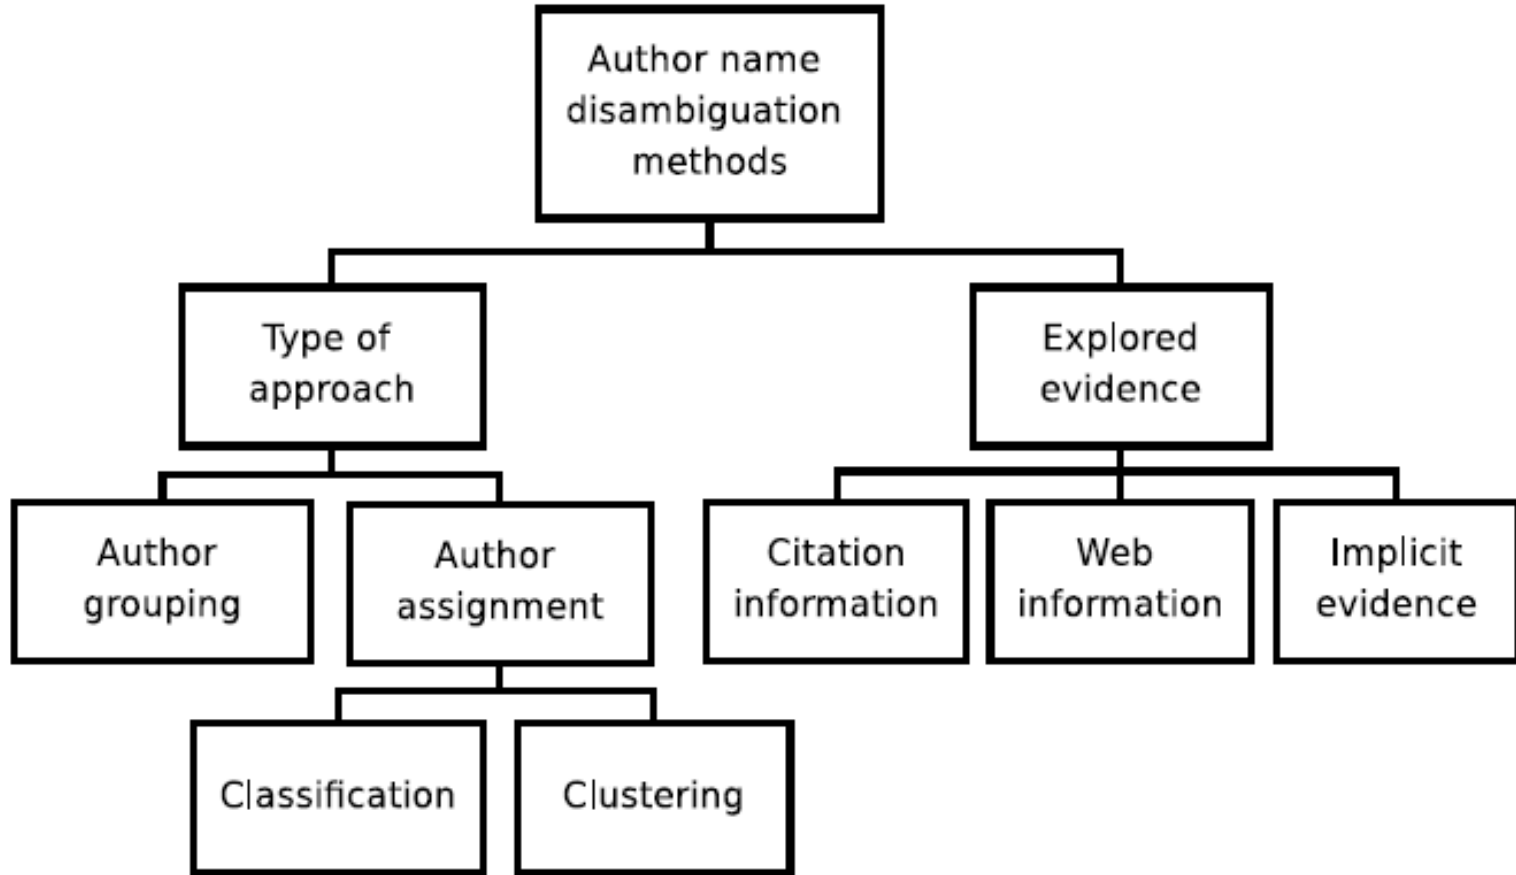 Author name
disambiguation
methods
Type of
approach
Explored
evidence
Author
grouping
Author
assignment
Citation
information
Web
information
Implicit
evidence
Classification
Clustering